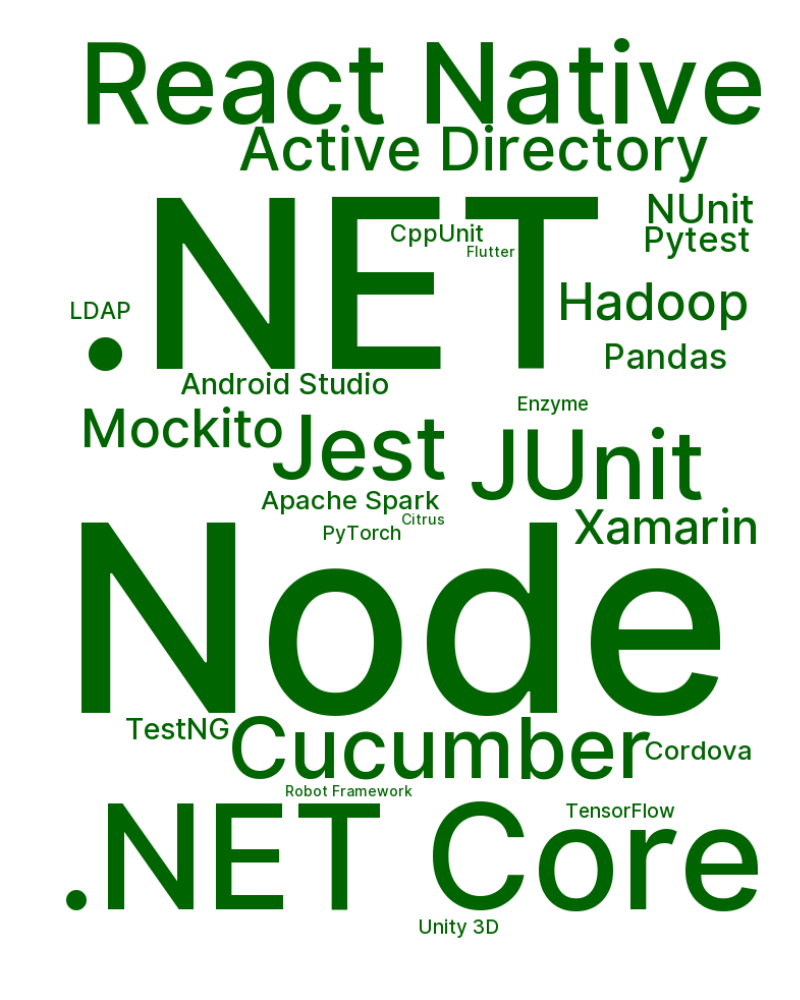 React Native
Active Directory
.NET
NUnit
CppUnit
Pytest
Flutter
Hadoop
LDAP
Pandas
Android Studio
Enzyme
Mockito
Jest
JUnit
Apache Spark
Citrus
Xamarin
PyTorch
Node
TestNG
Cucumber
Cordova
Robot Framework
TensorFlow
.NET Core
Unity 3D